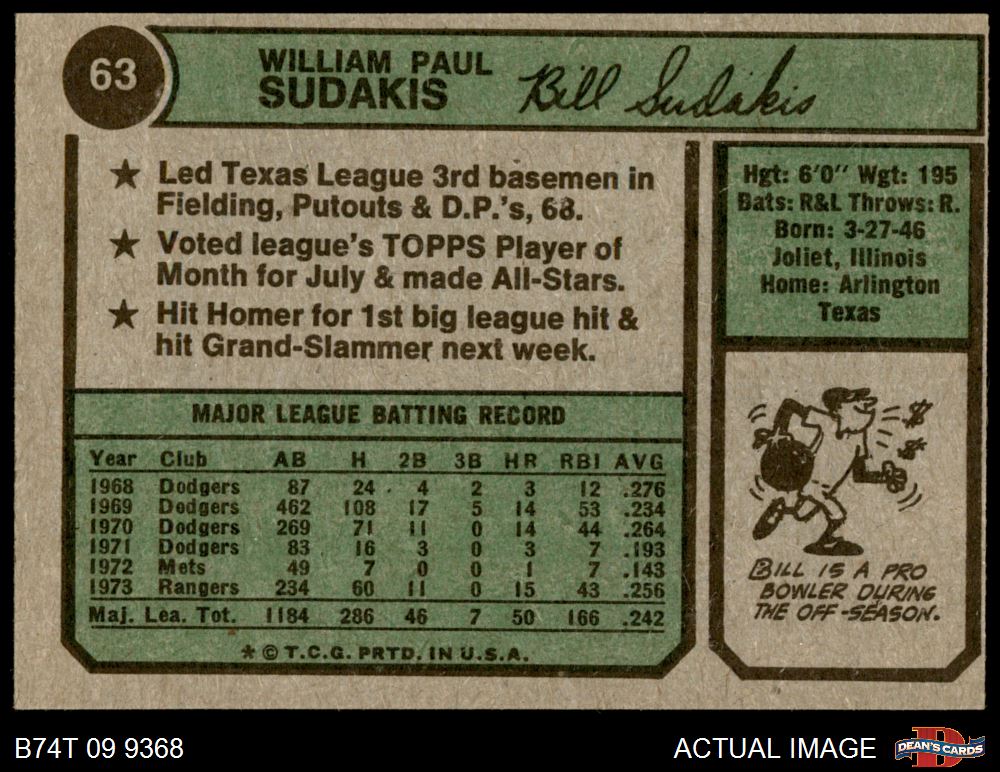 63
WILLIAM PAUL
SUDAKIS
Bill Sudakis
★ Led Texas League 3rd basemen in
Fielding, Putouts & D.P.'s, 68.
★ Voted league's TOPPS Player of
Month for July & made All-Stars.
★ Hit Homer for 1st big league hit &
hit Grand-Slammer next week.
Hgt: 6'0" Wgt: 195
Bats: R&L Throws: R.
Born: 3-27-46
Joliet, Illinois
Home: Arlington
Texas
MAJOR LEAGUE BATTING RECORD
Year Club AB H 2B 3B HR RBI AVG
1968 Dodgers 87 24 4 2 3 12 .276
1969 Dodgers 462 108 17 5 14 53 .234
1970 Dodgers 269 71 11 0 14 44 .264
1971 Dodgers 83 16 3 0 3 7 .193
1972 Mets 49 7 0 0 1 7 .143
1973 Rangers 234 60 11 0 15 43 .256
Maj. Lea. Tot. 1184 286 46 7 50 166 .242
* © T.C.G. PRTD. IN U.S.A.
$
$
$
BILL IS A PRO
BOWLER DURING
THE OFF-SEASON.
B74T 09 9368
ACTUAL IMAGE
D
DEAN'S CARDS